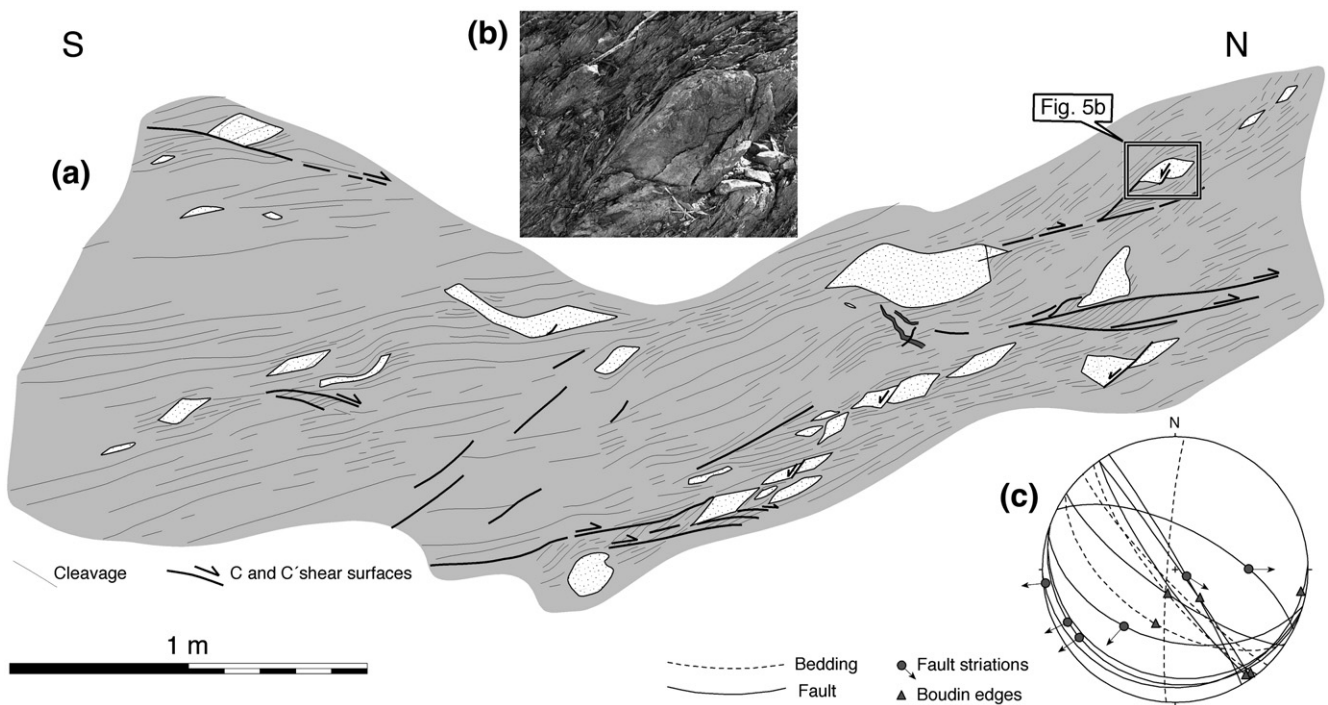 S
(b)
N
Fig. 5b
(a)
N
(c)
Cleavage
C and C´shear surfaces
1 m
Bedding
Fault striations
Fault
Boudin edges